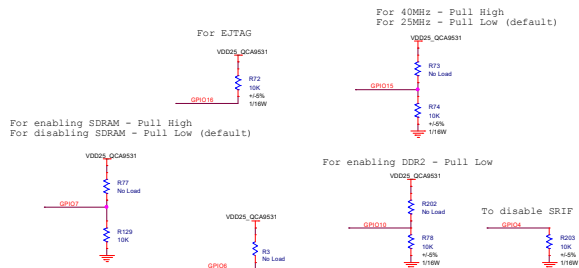 For 40MHz - Pull High
For 25MHz - Pull Low (default)
For EJTAG
VDD25_QCA9531
R72
10K
+/-5%
1/16W
GPIO16
VDD25_QCA9531
R73
No Load
GPIO15
R74
10K
+/-5%
1/16W
For enabling SDRAM - Pull High
For disabling SDRAM - Pull Low (default)
VDD25_QCA9531
R77
No Load
GPIO7
R129
10K
VDD25_QCA9531
R3
No Load
GPIO6
For enabling DDR2 - Pull Low
VDD25_QCA9531
R202
No Load
GPIO10
R78
10K
+/-5%
1/16W
To disable SRIF
GPIO4
R203
10K
+/-5%
1/16W